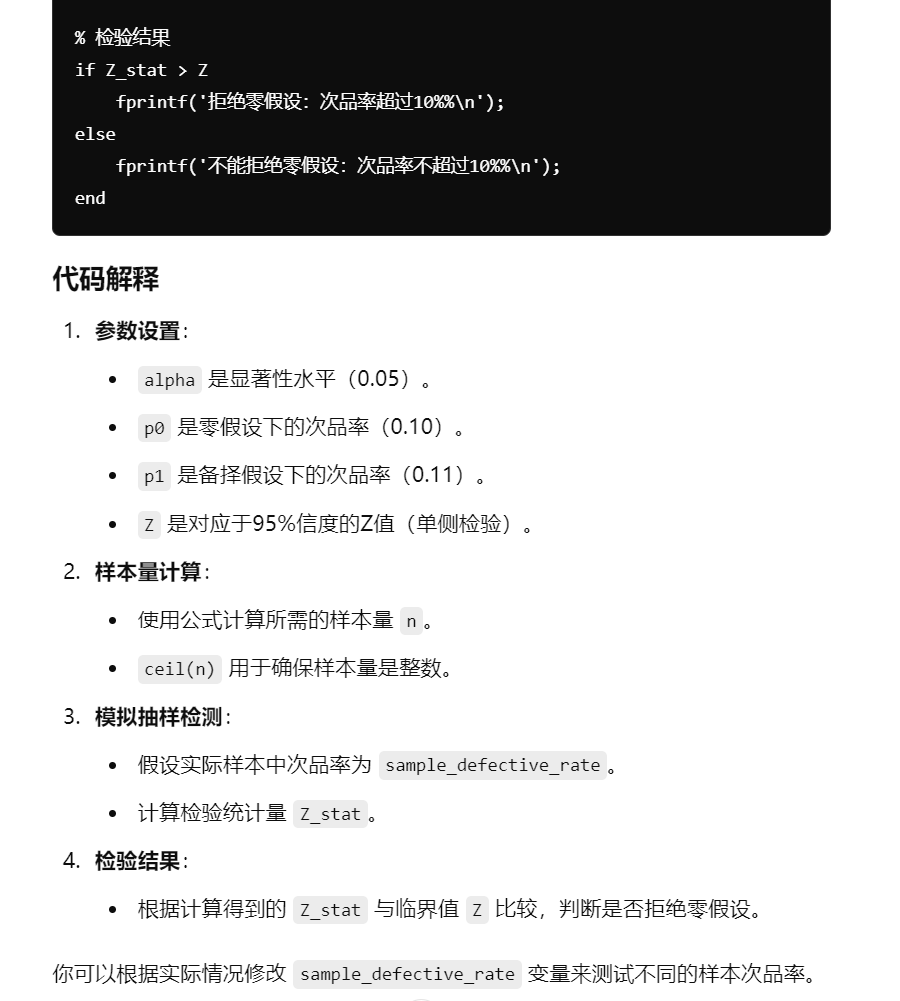 % 检验结果
if Z_stat > Z
    fprintf('拒绝零假设：次品率超过10%%\n');
else
    fprintf('不能拒绝零假设：次品率不超过10%%\n');
end
代码解释
1. 参数设置：
• alpha 是显著性水平（0.05）。
• p0 是零假设下的次品率（0.10）。
• p1 是备择假设下的次品率（0.11）。
• Z 是对应于95%信度的Z值（单侧检验）。
2. 样本量计算：
• 使用公式计算所需的样本量 n。
• ceil(n) 用于确保样本量是整数。
3. 模拟抽样检测：
• 假设实际样本中次品率为 sample_defective_rate。
• 计算检验统计量 Z_stat。
4. 检验结果：
• 根据计算得到的 Z_stat 与临界值 Z 比较，判断是否拒绝零假设。
你可以根据实际情况修改 sample_defective_rate 变量来测试不同的样本次品率。